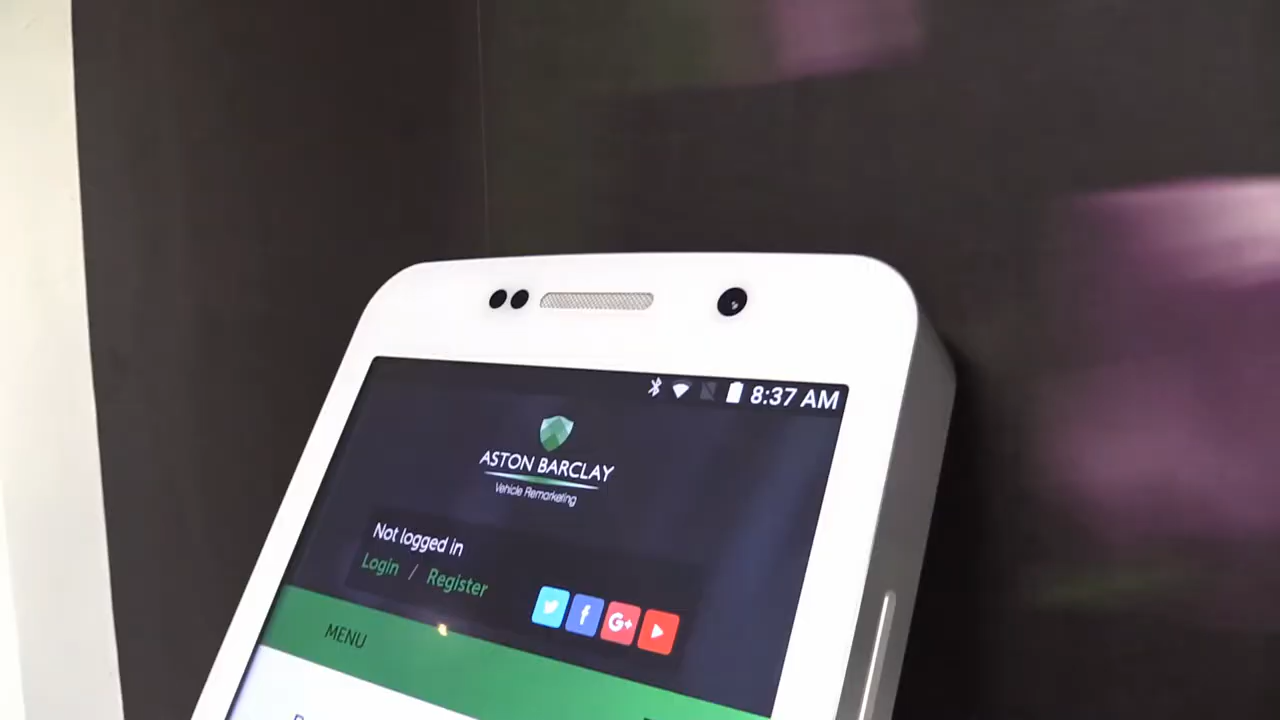 8:37 AM
ASTON BARCLAY
Vehicle Remarketing
Not logged in
Login / Register
G+
MENU